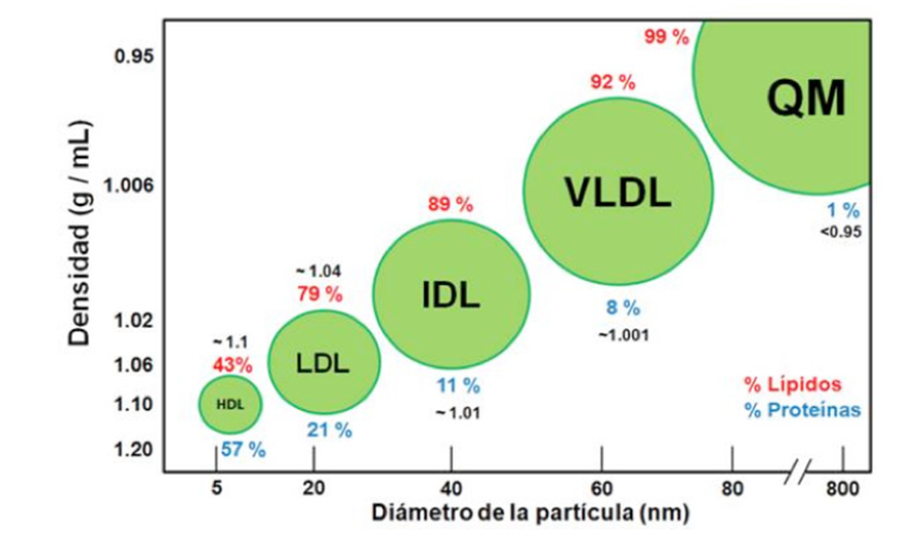 99 %
0.95
92 %
QM
1.006
VLDL
89 %
1 %
<0.95
~ 1.04
79 %
IDL
8 %
1.02
~1.001
~ 1.1
43%
LDL
1.06
11 %
% Lípidos
HDL
1.10
~ 1.01
% Proteínas
21 %
57 %
1.20
5 20 40 60 80 800
Diámetro de la partícula (nm)
Densidad (g / mL)